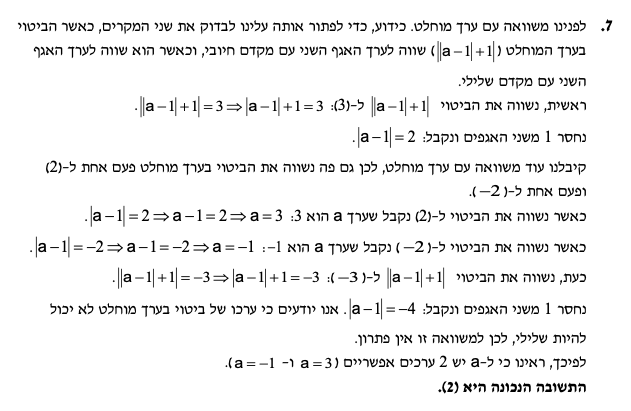 7. לפנינו משוואה עם ערך מוחלט. כידוע, כדי לפתור אותה עלינו לבדוק את שני המקרים, כאשר הביטוי
בערך המוחלט (||a−1|+1|) שווה לערך האגף השני עם מקדם חיובי, וכאשר הוא שווה לערך האגף
השני עם מקדם שלילי.
ראשית, נשווה את הביטוי ||a−1|+1| ל-(3): ||a−1|+1|=3⇒|a−1|+1=3.
נחסר 1 משני האגפים ונקבל: |a−1|=2.
קיבלנו עוד משוואה עם ערך מוחלט, לכן גם פה נשווה את הביטוי בערך מוחלט פעם אחת ל-(2)
ופעם אחת ל-(−2).
כאשר נשווה את הביטוי ל-(2) נקבל שערך a הוא 3: |a−1|=2⇒a−1=2⇒a=3.
כאשר נשווה את הביטוי ל-(−2) נקבל שערך a הוא 1-: |a−1|=−2⇒a−1=−2⇒a=−1.
כעת, נשווה את הביטוי ||a−1|+1| ל-(−3): ||a−1|+1|=−3⇒|a−1|+1=−3.
נחסר 1 משני האגפים ונקבל: |a−1|=−4. אנו יודעים כי ערכו של ביטוי בערך מוחלט לא יכול
להיות שלילי, לכן למשוואה זו אין פתרון.
לפיכך, ראינו כי ל-a יש 2 ערכים אפשריים (a=3 ו- a=−1).
התשובה הנכונה היא (2).